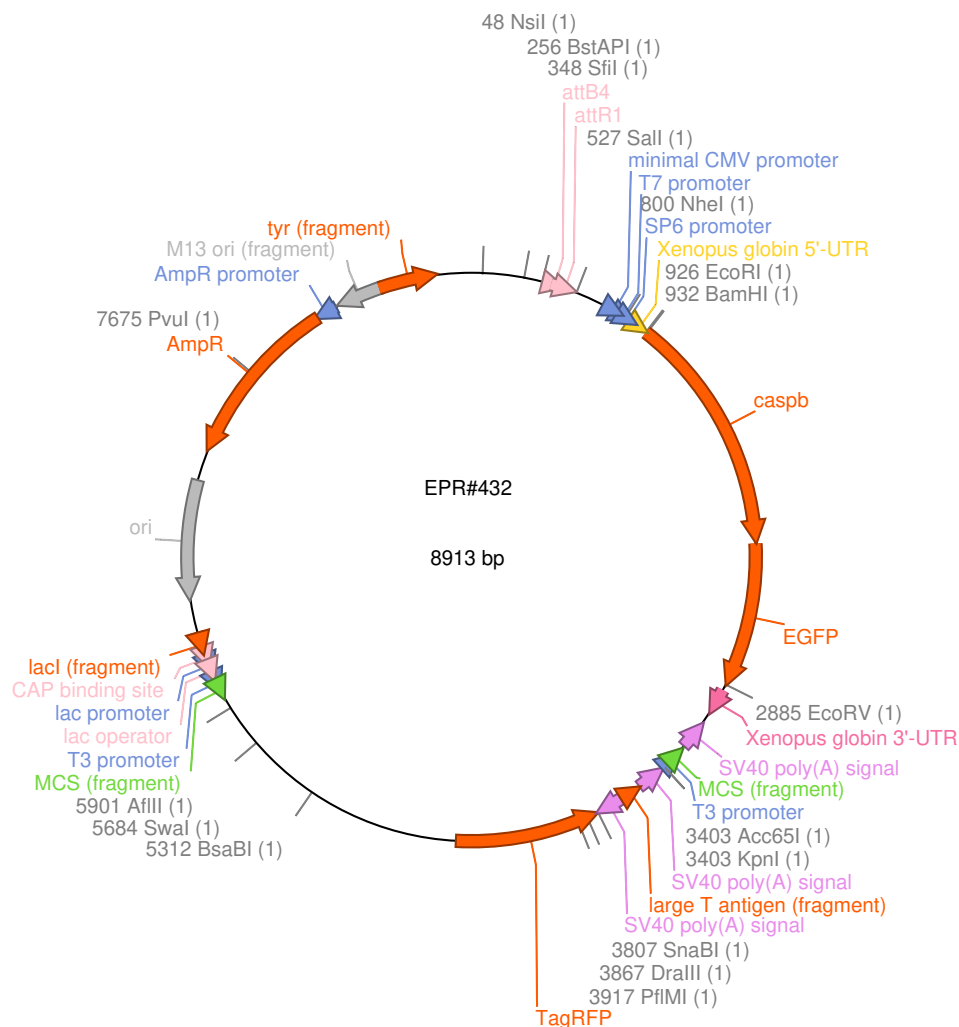 48 NsiI (1)
256 BstAPI (1)
348 SfiI (1)
attB4
attR1
527 SalI (1)
minimal CMV promoter
T7 promoter
800 NheI (1)
SP6 promoter
Xenopus globin 5'-UTR
926 EcoRI (1)
932 BamHI (1)
tyr (fragment)
M13 ori (fragment)
AmpR promoter
7675 PvuI (1)
AmpR
caspb
EPR#432
ori
8913 bp
EGFP
lacI (fragment)
CAP binding site
lac promoter
lac operator
T3 promoter
MCS (fragment)
5901 AflII (1)
5684 SwaI (1)
5312 BsaBI (1)
2885 EcoRV (1)
Xenopus globin 3'-UTR
SV40 poly(A) signal
MCS (fragment)
T3 promoter
3403 Acc65I (1)
3403 KpnI (1)
SV40 poly(A) signal
large T antigen (fragment)
SV40 poly(A) signal
3807 SnaBI (1)
3867 DraIII (1)
3917 PflMI (1)
TagRFP